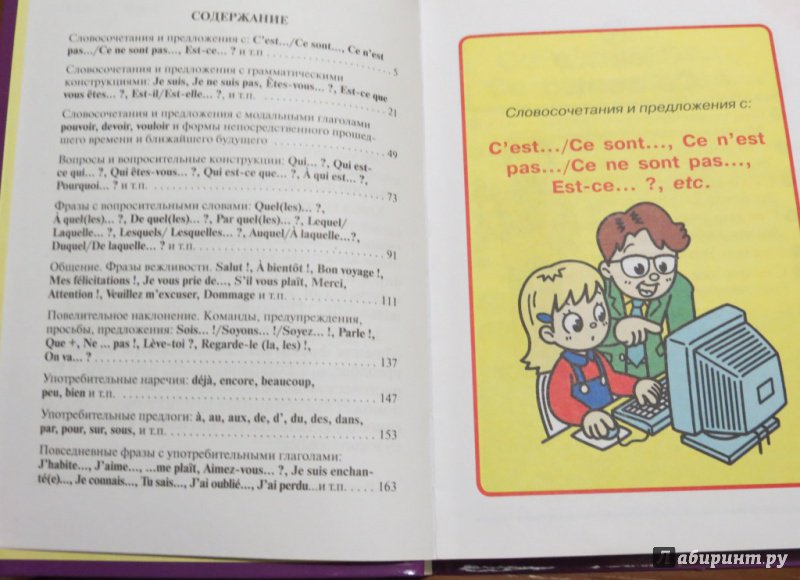 СОДЕРЖАНИЕ
Словосочетания и предложения с: C'est…/Ce sont…, Ce n'est
pas…/Ce ne sont pas…, Est-ce… ? и т.п ........ 5
Словосочетания и предложения с грамматическими
конструкциями: Je suis, Je ne suis pas, Êtes-vous… ?, Est-ce que
vous êtes… ?, Est-il/Est-elle… ?, и т.п. ........ 21
Словосочетания и предложения с модальными глаголами
pouvoir, devoir, vouloir и формы непосредственного прошед-
шего времени и ближайшего будущего ........ 49
Вопросы и вопросительные конструкции: Qui… ?, Qui est-
ce qui… ?, Qui êtes-vous… ?, Qui est-ce que… ?, À qui est… ?,
Pourquoi… ? и т.п. ........ 73
Фразы с вопросительными словами: Quel(les)… ?,
À quel(les)… ?, De quel(les)… ?, Par quel(les)… ?, Lequel/
Laquelle… ?, Lesquels/ Lesquelles… ?, Auquel/À laquelle…?,
Duquel/De laquelle… ? и т.п. ........ 91
Общение. Фразы вежливости. Salut !, À bientôt !, Bon voyage !,
Mes félicitations !, Je vous prie de…, S'il vous plaît, Merci,
Attention !, Veuillez m'excuser, Dommage и т.п. ........ 111
Повелительное наклонение. Команды, предупреждения,
просьбы, предложения: Sois… !/Soyons… !/Soyez… !, Parle !,
Que +, Ne … pas !, Lève-toi ?, Regarde-le (la, les) !,
On va… ? ........ 137
Употребительные наречия: déjà, encore, beaucoup,
peu, bien и т.п. ........ 147
Употребительные предлоги: à, au, aux, de, d', du, des, dans,
par, pour, sur, sous, и т.п. ........ 153
Повседневные фразы с употребительными глаголами:
J'habite…, J'aime…, …me plaît, Aimez-vous… ?, Je suis enchan-
té(e)…, Je connais…, Tu sais…, J'ai oublié…, J'ai perdu…и т.п. 163
Словосочетания и предложения с:
C'est…/Ce sont…, Ce n'est
pas…/Ce ne sont pas…,
Est-ce… ?, etc.
Лабиринт.ру